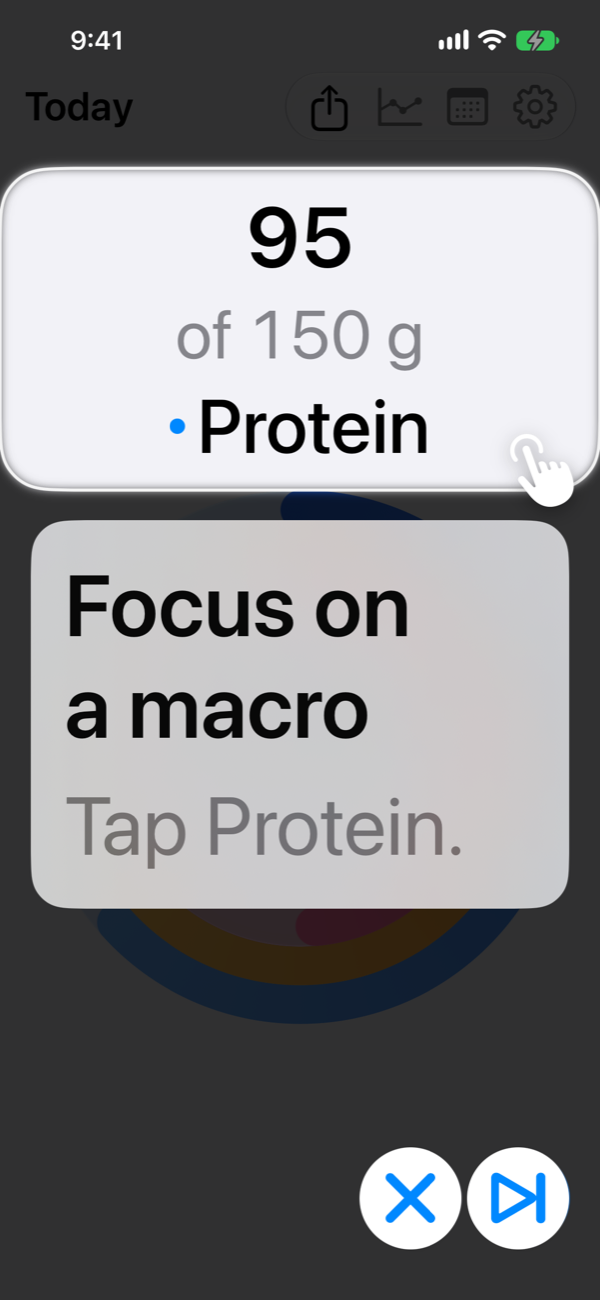 9:41
Today
95
of 150 g
Protein
Focus on
a macro
Tap Protein.